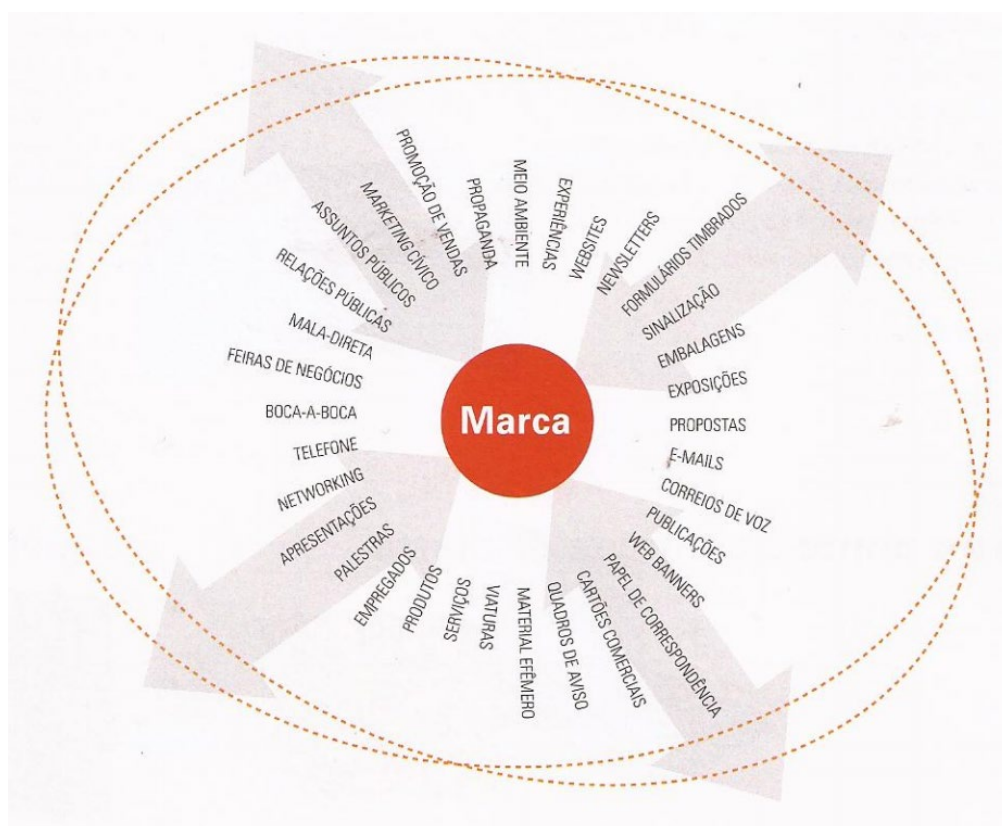 Marca
MEIO AMBIENTE
EXPERIÊNCIAS
WEBSITES
NEWSLETTERS
FORMULÁRIOS TIMBRADOS
SINALIZAÇÃO
EMBALAGENS
EXPOSIÇÕES
PROPOSTAS
E-MAILS
CORREIOS DE VOZ
PUBLICAÇÕES
WEB BANNERS
PAPEL DE CORRESPONDÊNCIA
CARTÕES COMERCIAIS
QUADROS DE AVISO
MATERIAL EFÊMERO
VIATURAS
SERVIÇOS
PRODUTOS
EMPREGADOS
PALESTRAS
APRESENTAÇÕES
NETWORKING
TELEFONE
BOCA-A-BOCA
FEIRAS DE NEGÓCIOS
MALA-DIRETA
RELAÇÕES PÚBLICAS
ASSUNTOS PÚBLICOS
MARKETING CÍVICO
PROMOÇÃO DE VENDAS
PROPAGANDA